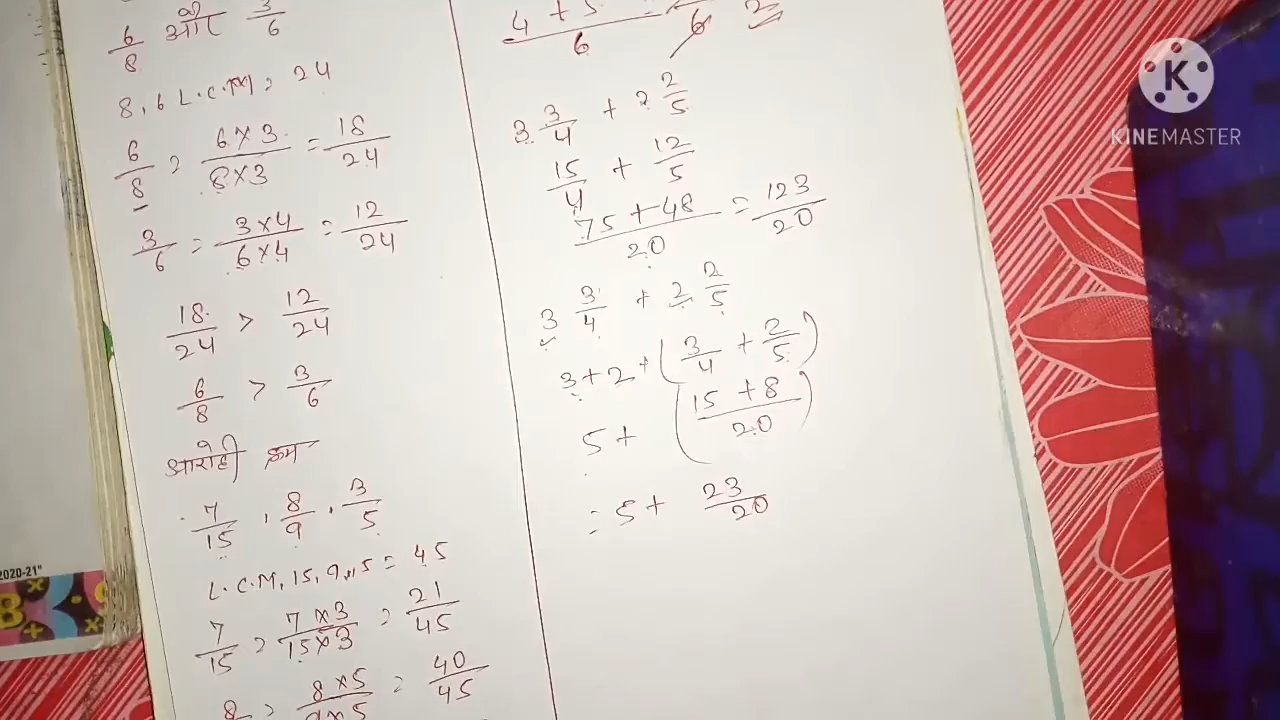 6/8 और 3/6
8, 6 L.C.M = 24
6/8 = 6×3/8×3 = 18/24
3/6 = 3×4/6×4 = 12/24
18/24 > 12/24
6/8 > 3/6
आरोही क्रम
7/15, 8/9, 3/5
L.C.M, 15, 9, 5 = 45
7/15 = 7×3/15×3 = 21/45
8/ = 8×5/9×5 = 40/45
4 + 5/6
3 3/4 + 2 2/5
15/4 + 12/5
75 + 48/20 = 123/20
3 3/4 + 2 2/5
3 + 2 + (3/4 + 2/5)
5 + (15 + 8/20)
= 5 + 23/20
2020-21"
KINEMASTER